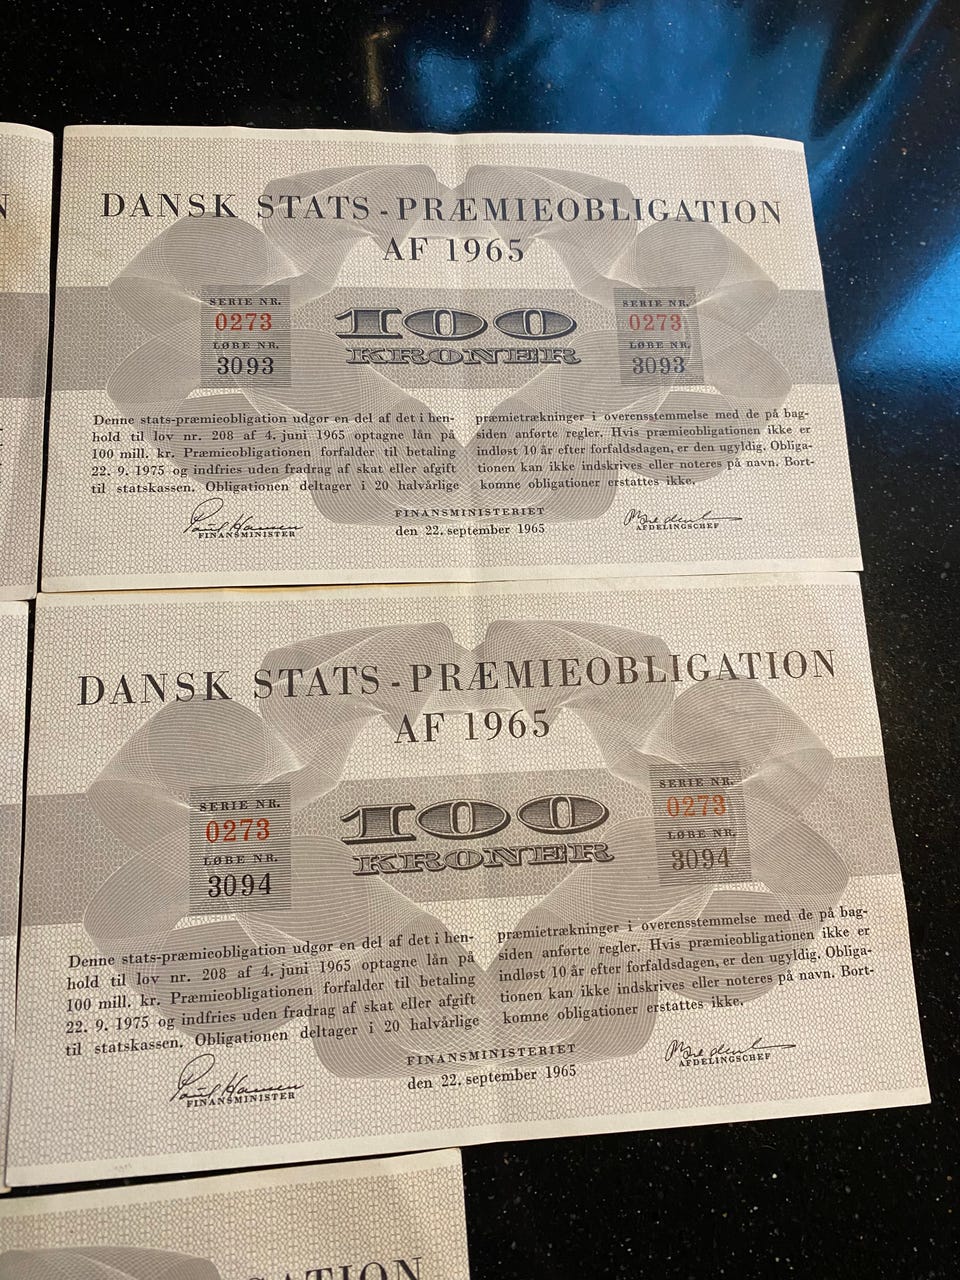 N
DANSK STATS-PRÆMIEOBLIGATION
AF 1965
SERIE NR.
0273
LØBE NR.
3093
100
KRONER
SERIE NR.
0273
LØBE NR.
3093
Denne stats-præmieobligation udgør en del af det i hen-
hold til lov nr. 208 af 4. juni 1965 optagne lån på
100 mill. kr. Præmieobligationen forfalder til betaling
22. 9. 1975 og indfries uden fradrag af skat eller afgift
til statskassen. Obligationen deltager i 20 halvårlige
præmietrækninger i overensstemmelse med de på bag-
siden anførte regler. Hvis præmieobligationen ikke er
indløst 10 år efter forfaldsdagen, er den ugyldig. Obliga-
tionen kan ikke indskrives eller noteres på navn. Bort-
komne obligationer erstattes ikke.
Poul Hansen
FINANSMINISTER
FINANSMINISTERIET
den 22. september 1965
AFDELINGSCHEF
DANSK STATS-PRÆMIEOBLIGATION
AF 1965
SERIE NR.
0273
LØBE NR.
3094
100
KRONER
SERIE NR.
0273
LØBE NR.
3094
Denne stats-præmieobligation udgør en del af det i hen-
hold til lov nr. 208 af 4. juni 1965 optagne lån på
100 mill. kr. Præmieobligationen forfalder til betaling
22. 9. 1975 og indfries uden fradrag af skat eller afgift
til statskassen. Obligationen deltager i 20 halvårlige
præmietrækninger i overensstemmelse med de på bag-
siden anførte regler. Hvis præmieobligationen ikke er
indløst 10 år efter forfaldsdagen, er den ugyldig. Obliga-
tionen kan ikke indskrives eller noteres på navn. Bort-
komne obligationer erstattes ikke.
Poul Hansen
FINANSMINISTER
FINANSMINISTERIET
den 22. september 1965
AFDELINGSCHEF
GATION